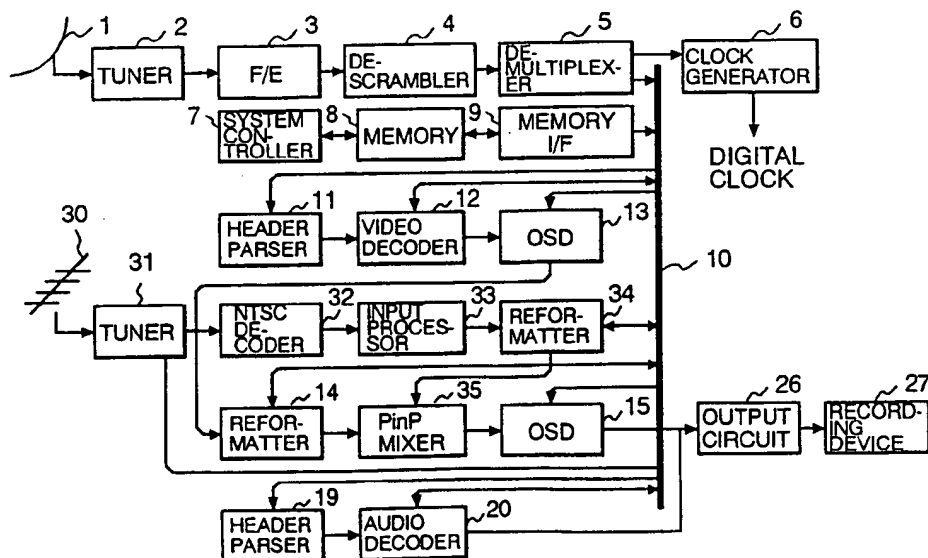 1
2
3
4
5
6
TUNER
F/E
DE-
SCRAMBLER
DE-
MULTIPLEX-
ER
CLOCK
GENERATOR
7
SYSTEM
CON-
TROLLER
8
MEMORY
9
MEMORY
I/F
DIGITAL
CLOCK
11
12
13
HEADER
PARSER
VIDEO
DECODER
OSD
10
30
31
32
33
34
TUNER
NTSC
DE-
CODER
INPUT
PROCES-
SOR
REFOR-
MATTER
14
35
15
26
27
REFOR-
MATTER
PinP
MIXER
OSD
OUTPUT
CIRCUIT
RECORD-
ING
DEVICE
19
20
HEADER
PARSER
AUDIO
DECODER